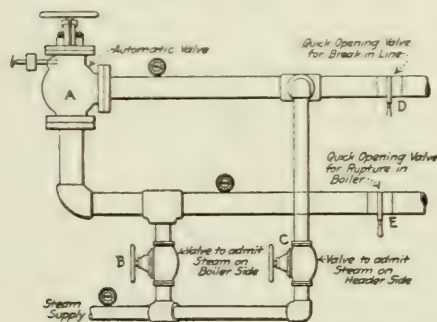 Automatic Valve
Quick Opening Valve
for Break in Line
A
D
Quick Opening Valve
for Rupture in
Boiler
E
B
Valve to admit
Steam on
Boiler Side
C
Valve to admit
Steam on
Header Side
Steam
Supply